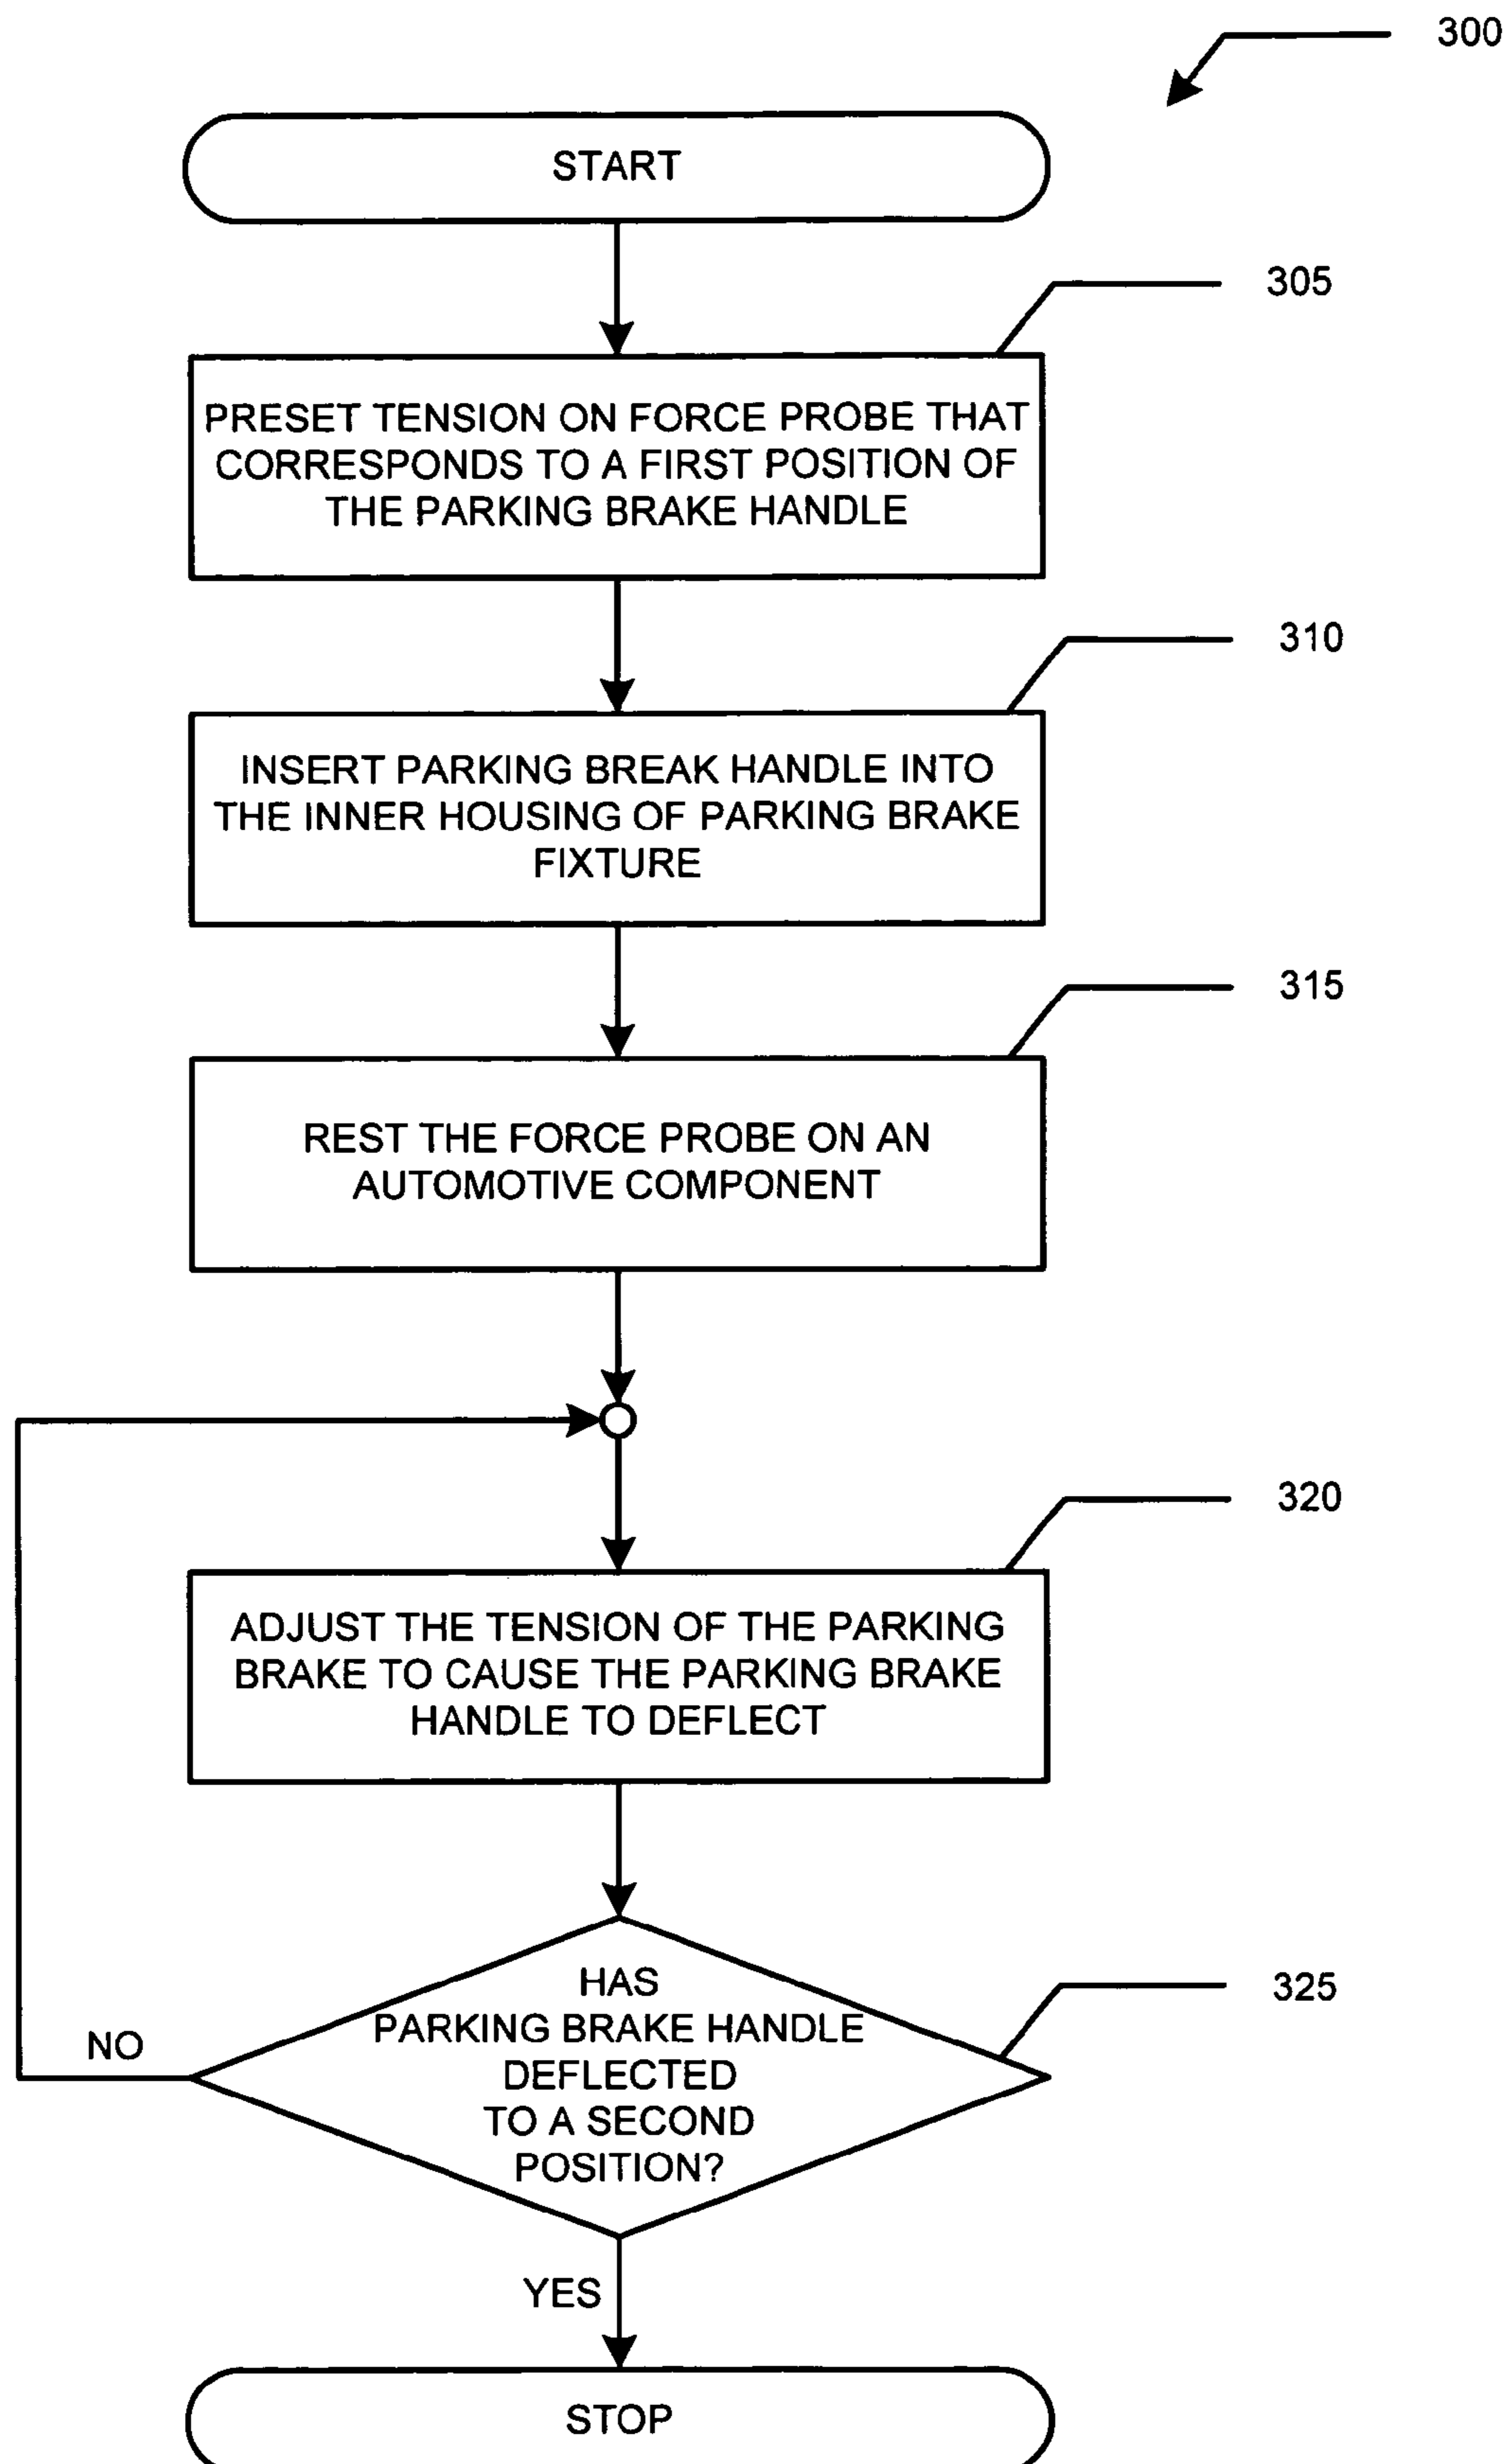 300
START
305
PRESET TENSION ON FORCE PROBE THAT
CORRESPONDS TO A FIRST POSITION OF
THE PARKING BRAKE HANDLE
310
INSERT PARKING BREAK HANDLE INTO
THE INNER HOUSING OF PARKING BRAKE
FIXTURE
315
REST THE FORCE PROBE ON AN
AUTOMOTIVE COMPONENT
320
ADJUST THE TENSION OF THE PARKING
BRAKE TO CAUSE THE PARKING BRAKE
HANDLE TO DEFLECT
325
HAS
PARKING BRAKE HANDLE
DEFLECTED
TO A SECOND
POSITION?
NO
YES
STOP